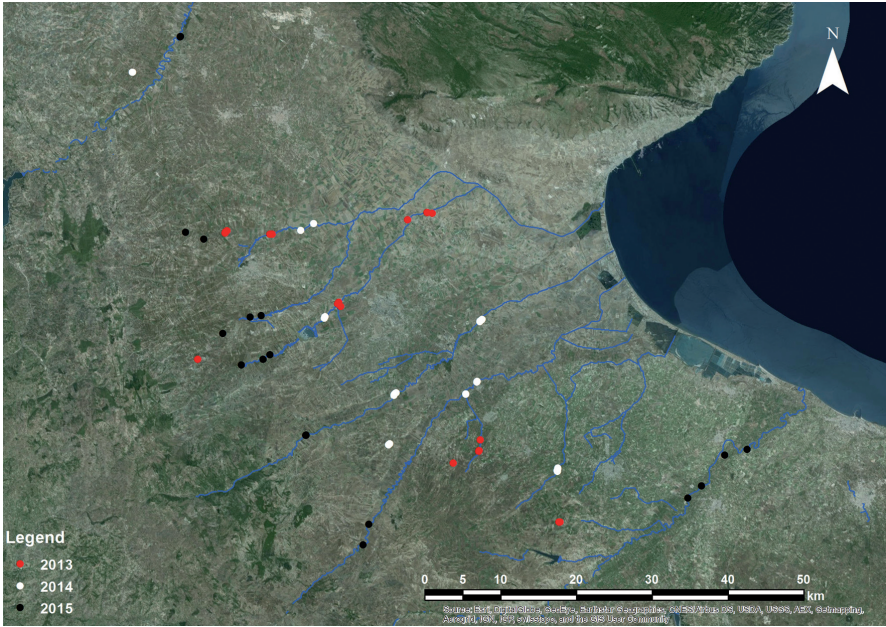 N
Legend
2013
2014
2015
0 5 10 20 30 40 50
km
Source: Esri, DigitalGlobe, GeoEye, Earthstar Geographics, CNES/Airbus DS, USDA, USGS, AEX, Getmapping,
Aerogrid, IGN, IGP, swisstopo, and the GIS User Community